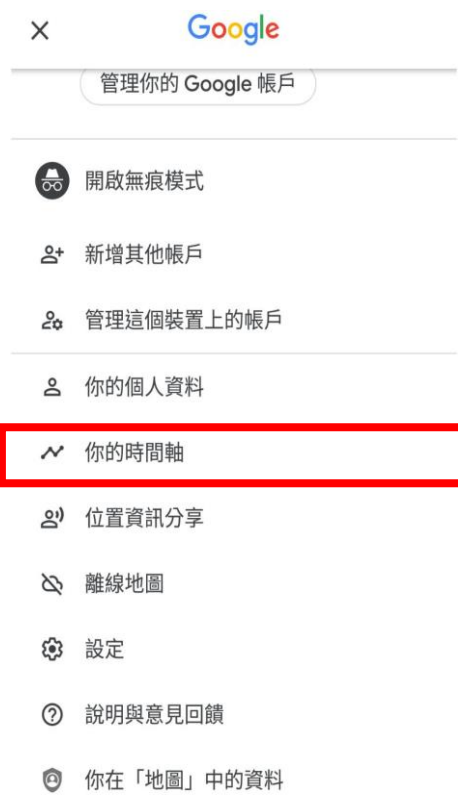 Google
管理你的 Google 帳戶
開啟無痕模式
新增其他帳戶
管理這個裝置上的帳戶
你的個人資料
你的時間軸
位置資訊分享
離線地圖
設定
說明與意見回饋
你在「地圖」中的資料